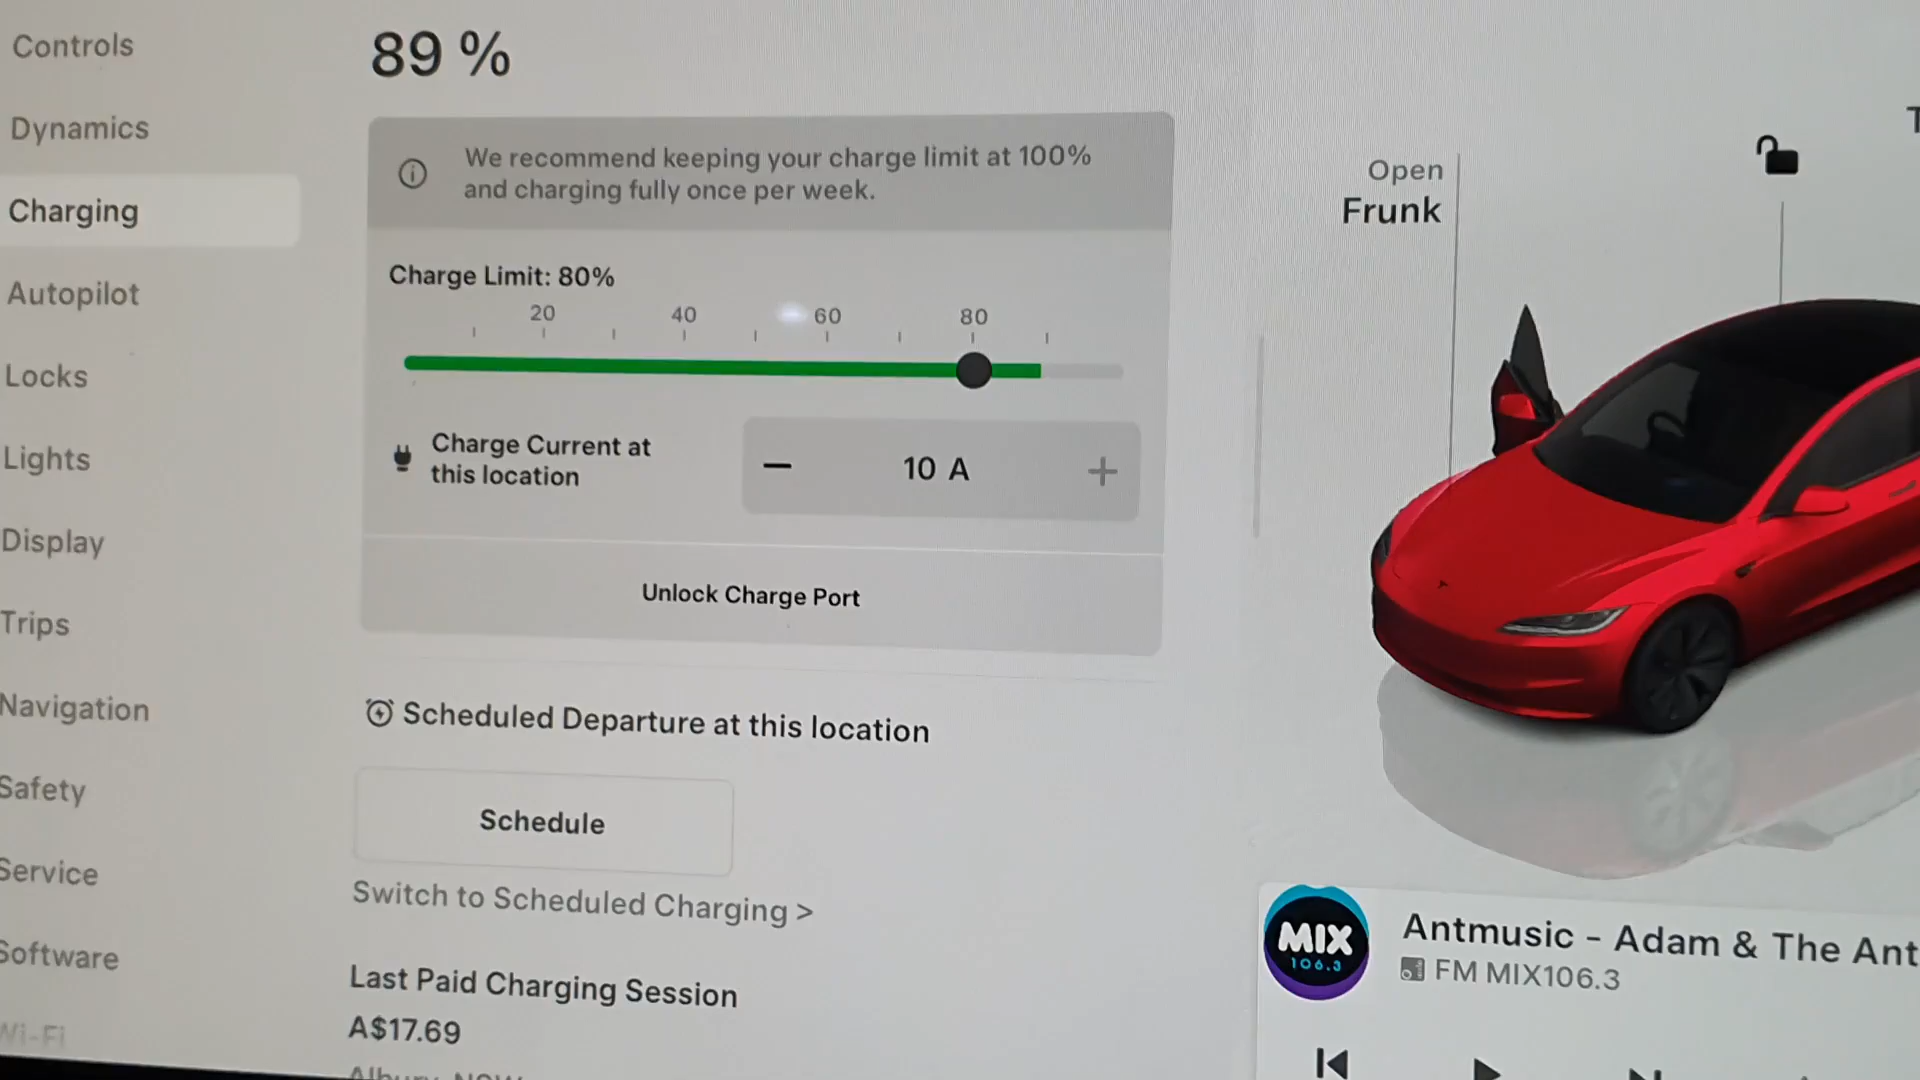 Controls
Dynamics
Charging
Autopilot
Locks
Lights
Display
Trips
Navigation
Safety
Service
Software
Wi-Fi
89 %
We recommend keeping your charge limit at 100%
and charging fully once per week.
Charge Limit: 80%
20 40 60 80
Charge Current at
this location
10 A
Unlock Charge Port
Scheduled Departure at this location
Schedule
Switch to Scheduled Charging >
Last Paid Charging Session
A$17.69
Open
Frunk
MIX
106.3
Antmusic - Adam & The Ant
FM MIX106.3